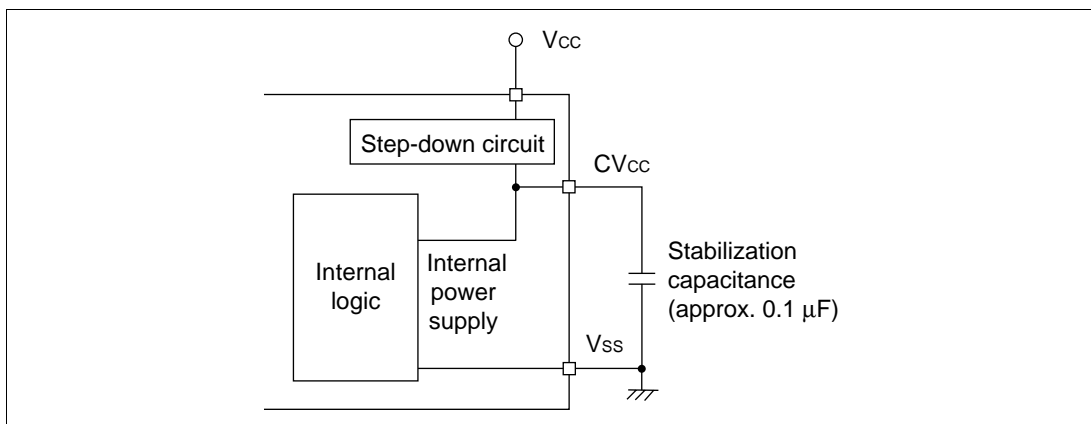 Vcc
Step-down circuit
CVcc
Internal
logic
Internal
power
supply
Stabilization
capacitance
(approx. 0.1 μF)
Vss